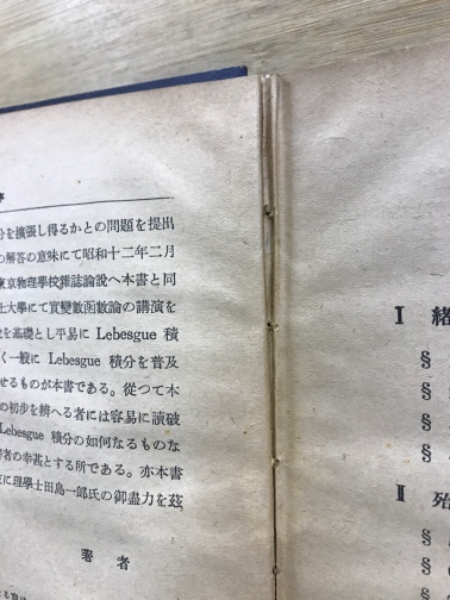 分を擴張し得るかとの問題を提出
の解答の意味にて昭和十二年二月
東京物理學校雜誌論說へ本書と同
大學にて實變數函數論の講演を
を基礎とし平易に Lebesgue 積
く一般に Lebesgue 積分を普及
せるものが本書である。從つて本
の初步を辨へる者には容易に讀破
Lebesgue 積分の如何なるものな
者の幸甚とする所である。亦本書
に理學士田島一郎氏の御盡力を玆
著者
I 緒
§
§
§
§
II 殆
§
§
§